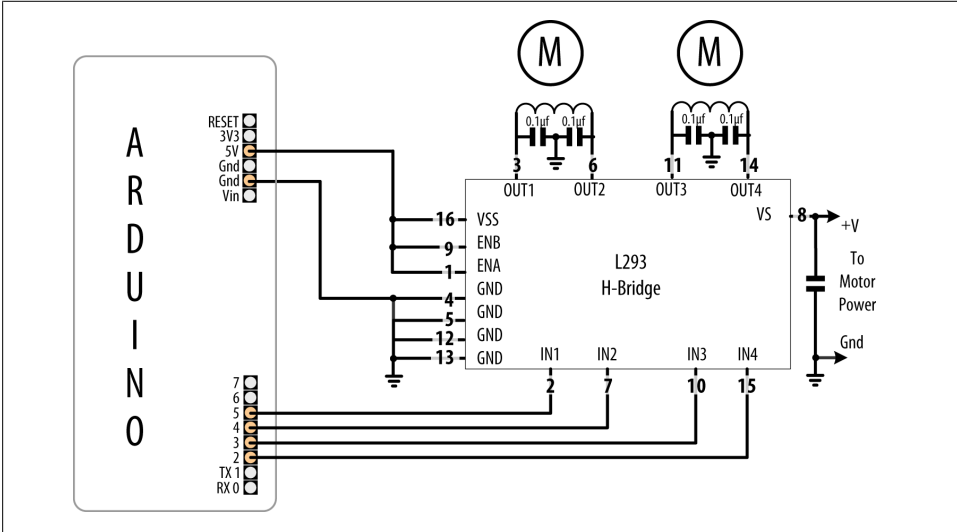 M M
0.1µf 0.1µf 0.1µf 0.1µf
ARDUINO
RESET
3V3
5V
Gnd
Gnd
Vin
7
6
5
4
3
2
TX 1
RX 0
3 6 11 14
OUT1 OUT2 OUT3 OUT4
16 VSS
9 ENB
1 ENA
4 GND
5 GND
12 GND
13 GND
L293
H-Bridge
VS 8 +V
To
Motor
Power
Gnd
IN1 IN2 IN3 IN4
2 7 10 15